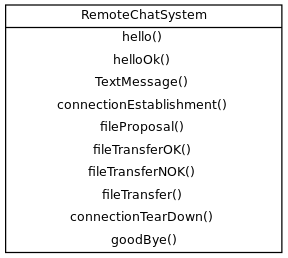 RemoteChatSystem
hello()
helloOk()
TextMessage()
connectionEstablishment()
fileProposal()
fileTransferOK()
fileTransferNOK()
fileTransfer()
connectionTearDown()
goodBye()